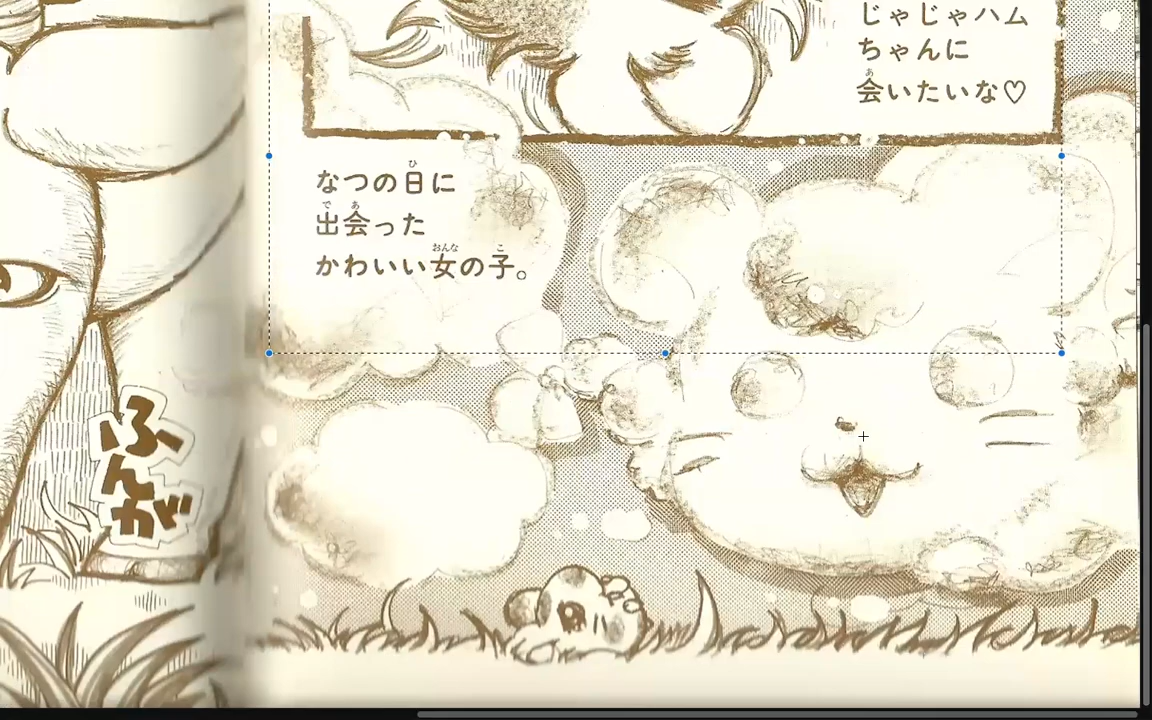 じゃじゃハム
ちゃんに
会いたいな♡
なつの日に
出会った
かわいい女の子。
ふんが